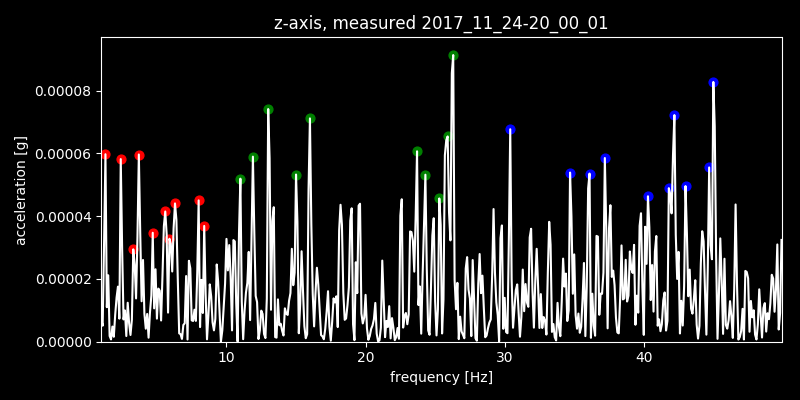 z-axis, measured 2017_11_24-20_00_01
0.00008
0.00006
0.00004
0.00002
0.00000
acceleration [g]
10 20 30 40
frequency [Hz]